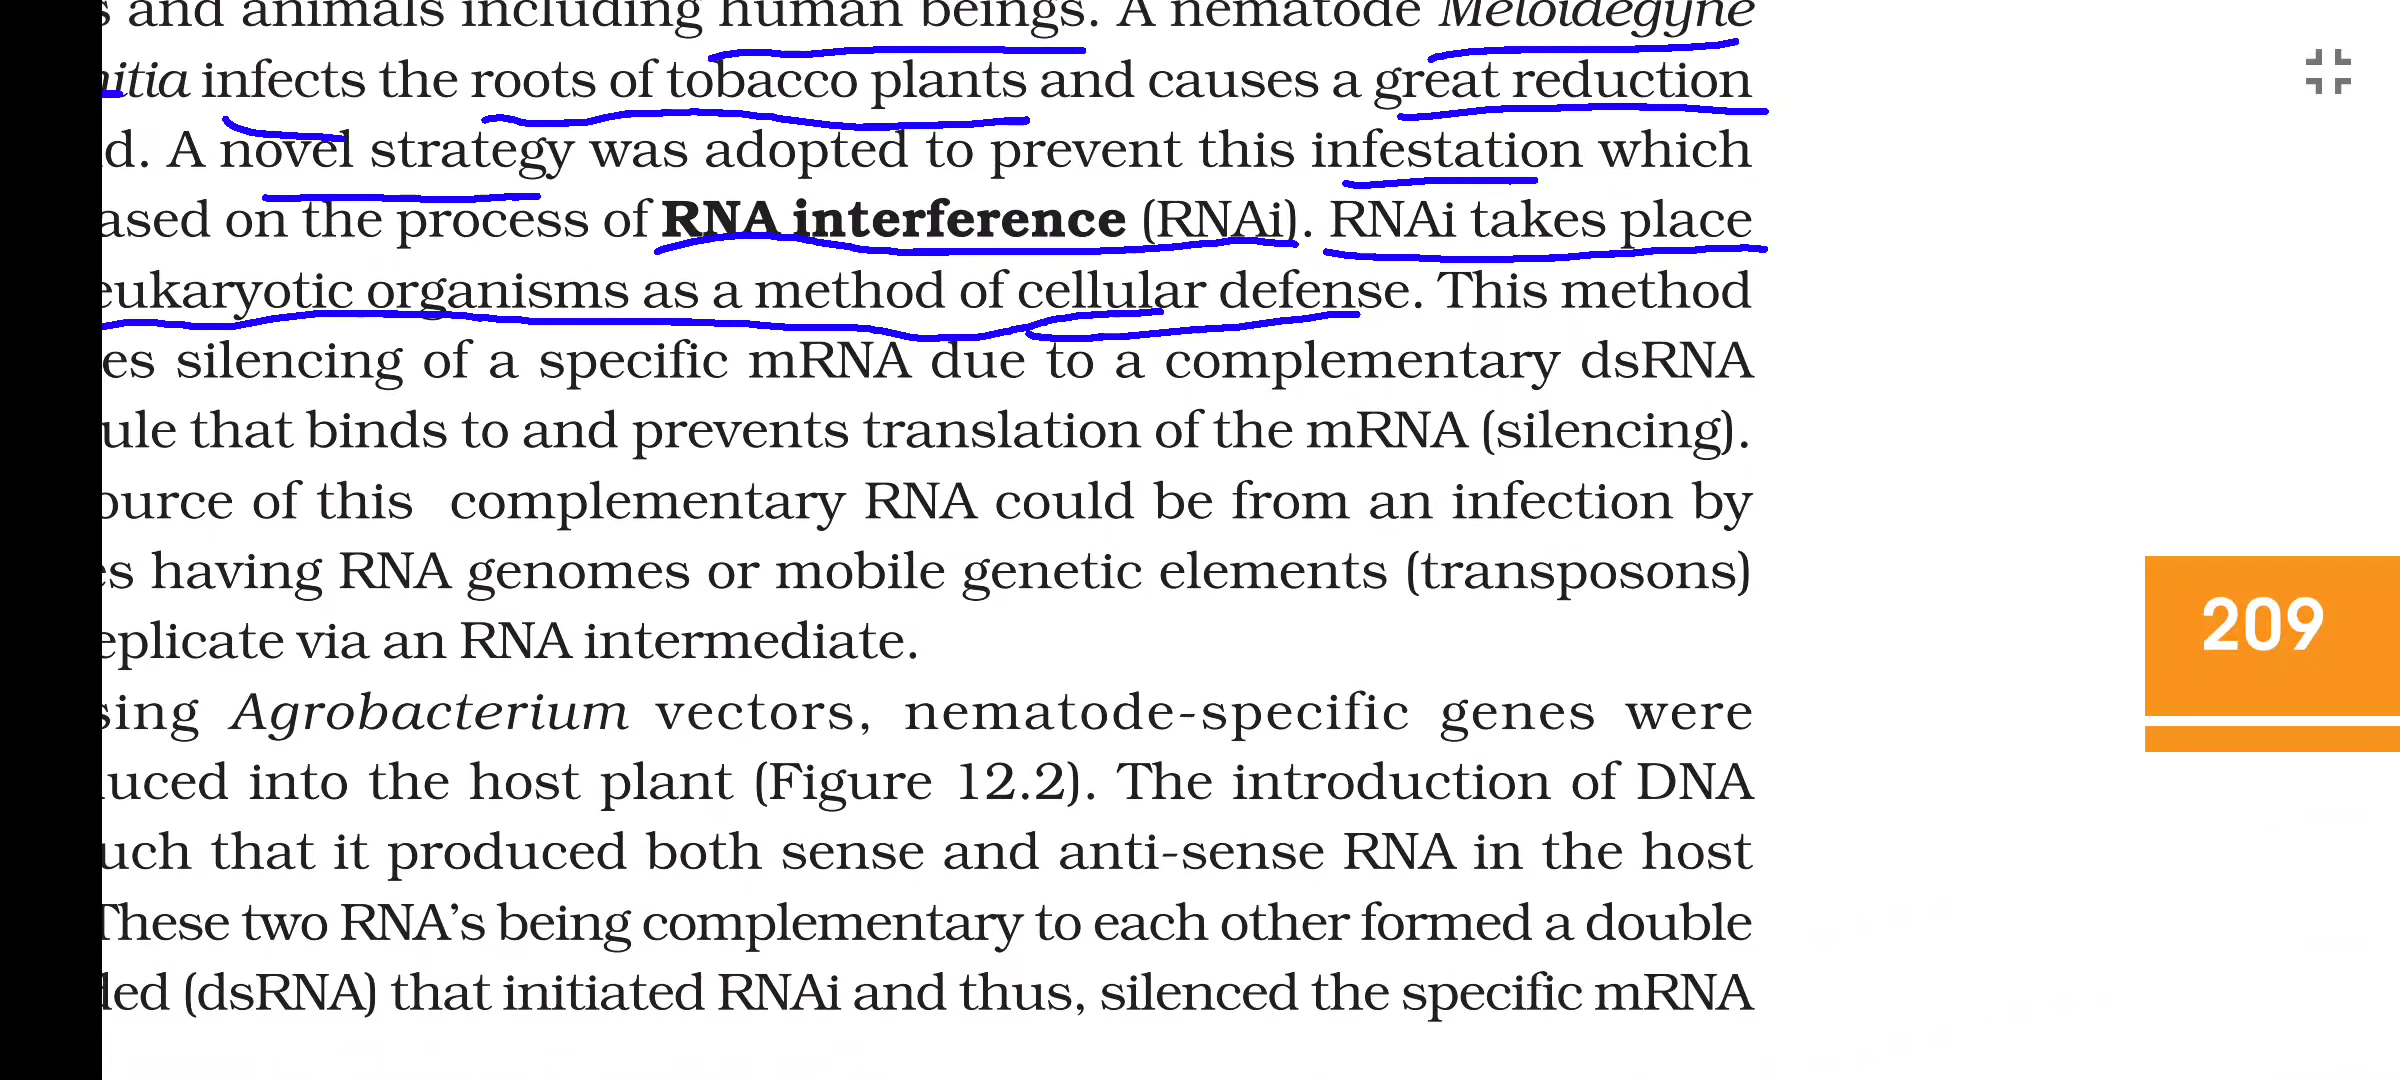 s and animals including human beings. A nematode Meloidegyne
nitia infects the roots of tobacco plants and causes a great reduction
d. A novel strategy was adopted to prevent this infestation which
ased on the process of RNA interference (RNAi). RNAi takes place
eukaryotic organisms as a method of cellular defense. This method
es silencing of a specific mRNA due to a complementary dsRNA
ule that binds to and prevents translation of the mRNA (silencing).
ource of this complementary RNA could be from an infection by
es having RNA genomes or mobile genetic elements (transposons)
eplicate via an RNA intermediate.
209
sing Agrobacterium vectors, nematode-specific genes were
luced into the host plant (Figure 12.2). The introduction of DNA
uch that it produced both sense and anti-sense RNA in the host
These two RNA’s being complementary to each other formed a double
ded (dsRNA) that initiated RNAi and thus, silenced the specific mRNA